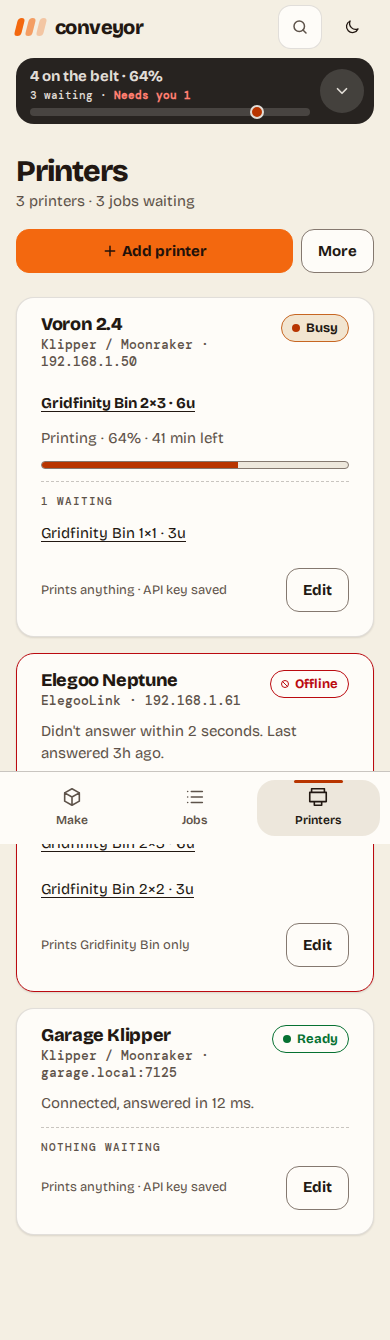 conveyor
4 on the belt · 64%
3 waiting · Needs you 1
Printers
3 printers · 3 jobs waiting
+ Add printer
More
Voron 2.4
Busy
Klipper / Moonraker ·
192.168.1.50
Gridfinity Bin 2×3 · 6u
Printing · 64% · 41 min left
1 WAITING
Gridfinity Bin 1×1 · 3u
Prints anything · API key saved
Edit
Elegoo Neptune
Offline
ElegooLink · 192.168.1.61
Didn't answer within 2 seconds. Last
answered 3h ago.
Make
Jobs
Printers
Gridfinity Bin 2×2 · 3u
Prints Gridfinity Bin only
Edit
Garage Klipper
Ready
Klipper / Moonraker ·
garage.local:7125
Connected, answered in 12 ms.
NOTHING WAITING
Prints anything · API key saved
Edit